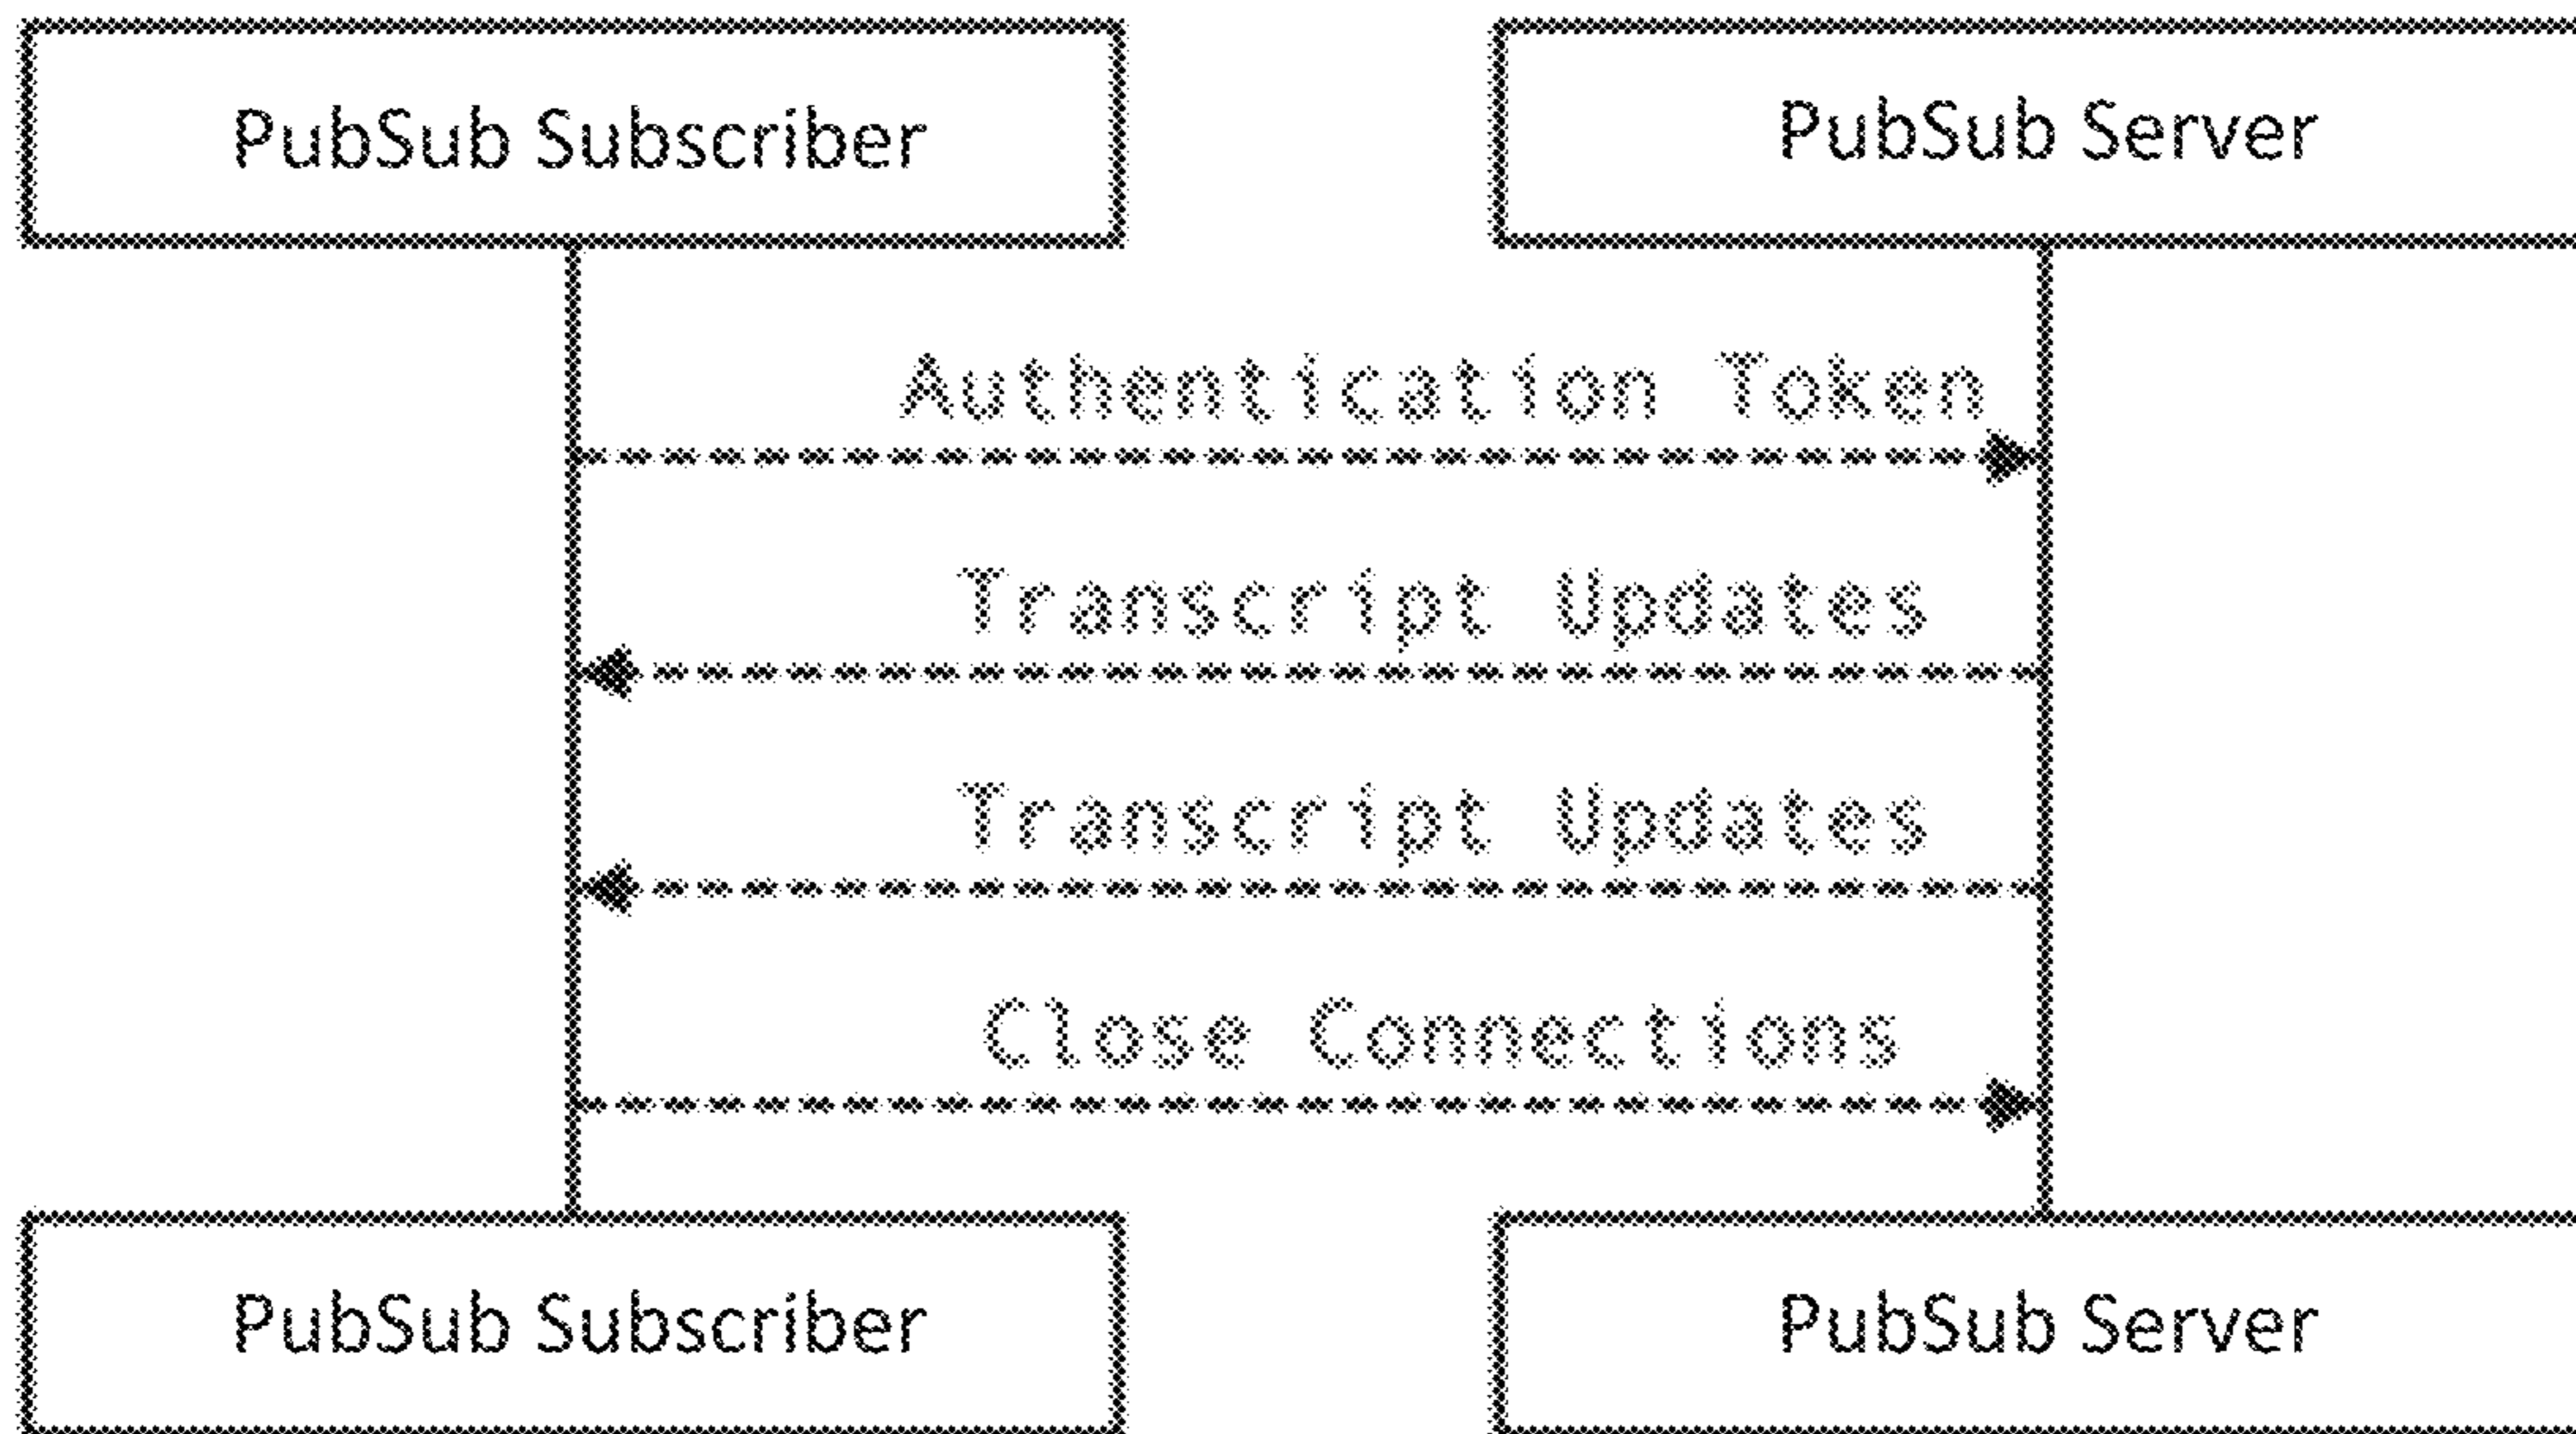 PubSub Subscriber
PubSub Server
Authentication Token
Transcript Updates
Transcript Updates
Close Connections
PubSub Subscriber
PubSub Server